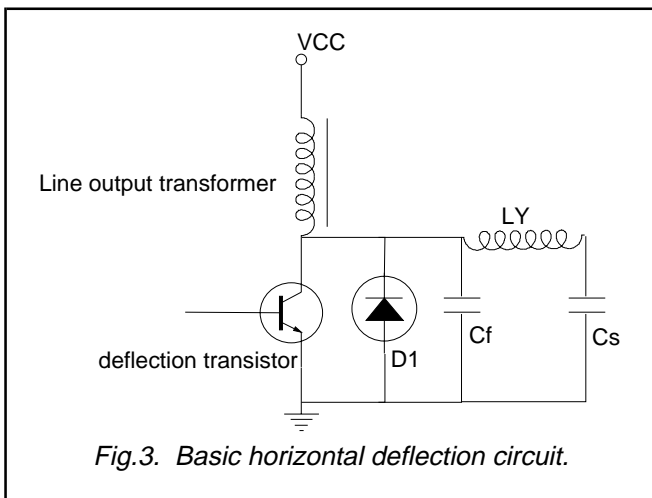 VCC
Line output transformer
LY
deflection transistor
D1
Cf
Cs
Fig.3. Basic horizontal deflection circuit.